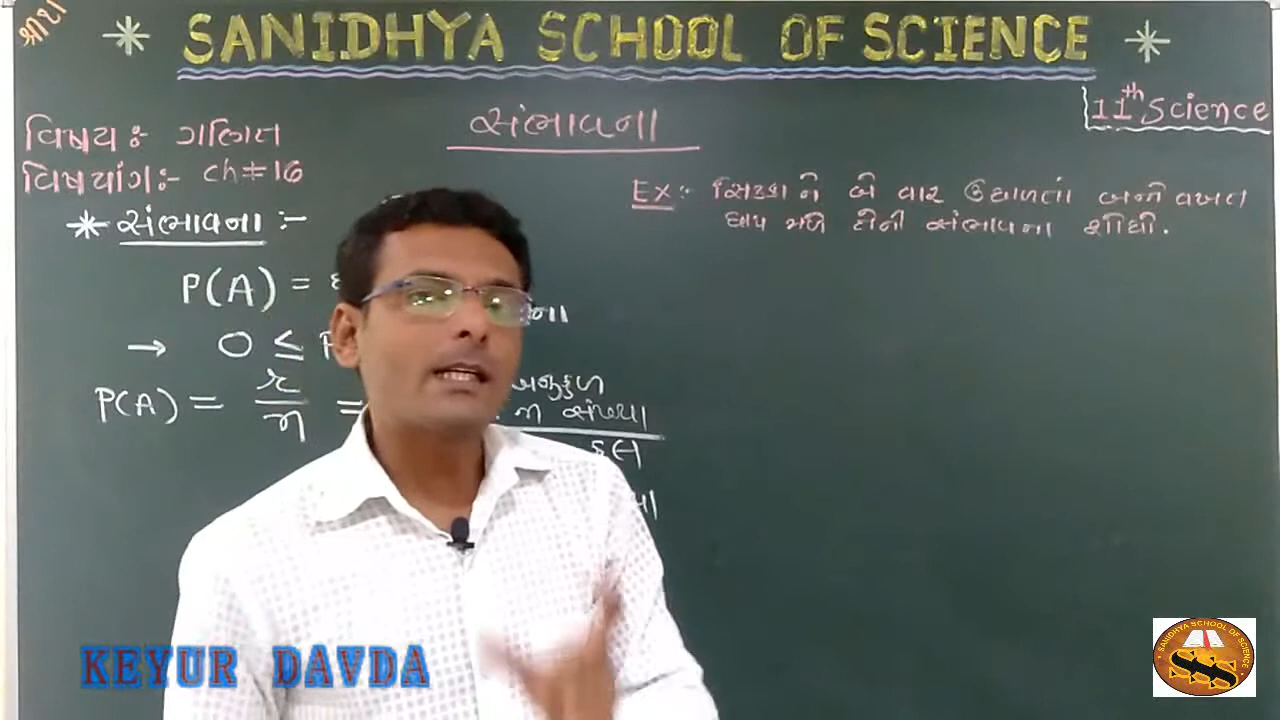 * SANIDHYA SCHOOL OF SCIENCE *
11th Science
વિષય :- ગણિત
વિષયાંગ :- ch # 16
સંભાવના
* સંભાવના :-
P(A) =
→ 0 ≤ P
P(A) = r/n =
અનુકુળ
સંખ્યા
કુલ
Ex :- સિક્કા ને બે વાર ઉછાળતાં બન્ને વખત
છાપ મળે તેની સંભાવના શોધો.
KEYUR DAVDA
SANIDHYA SCHOOL OF SCIENCE
SSS